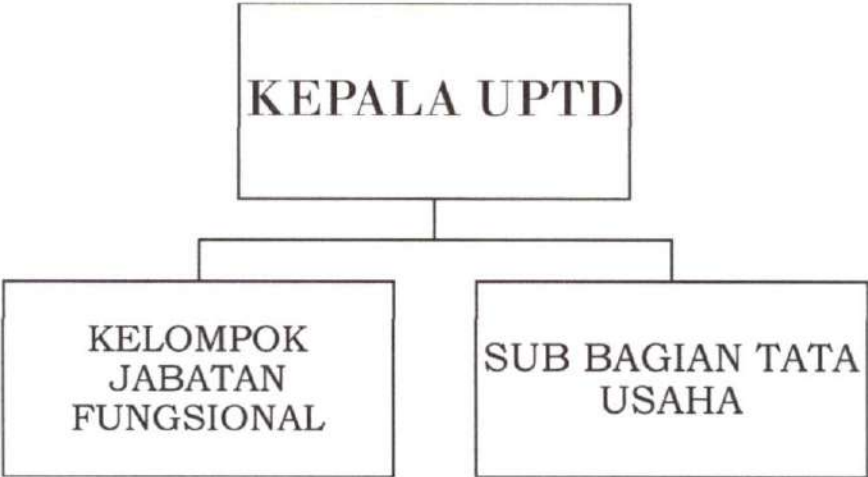 KEPALA UPTD
KELOMPOK
JABATAN
FUNGSIONAL
SUB BAGIAN TATA
USAHA